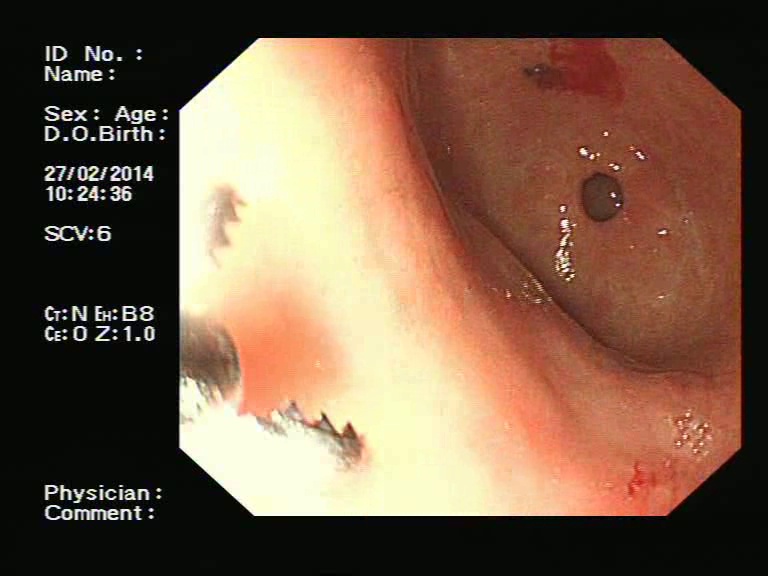 ID No. :
Name:
Sex: Age:
D.O.Birth:
27/02/2014
10:24:36
SCV:6
CT:N EH:B8
CE:0 Z:1.0
Physician:
Comment: